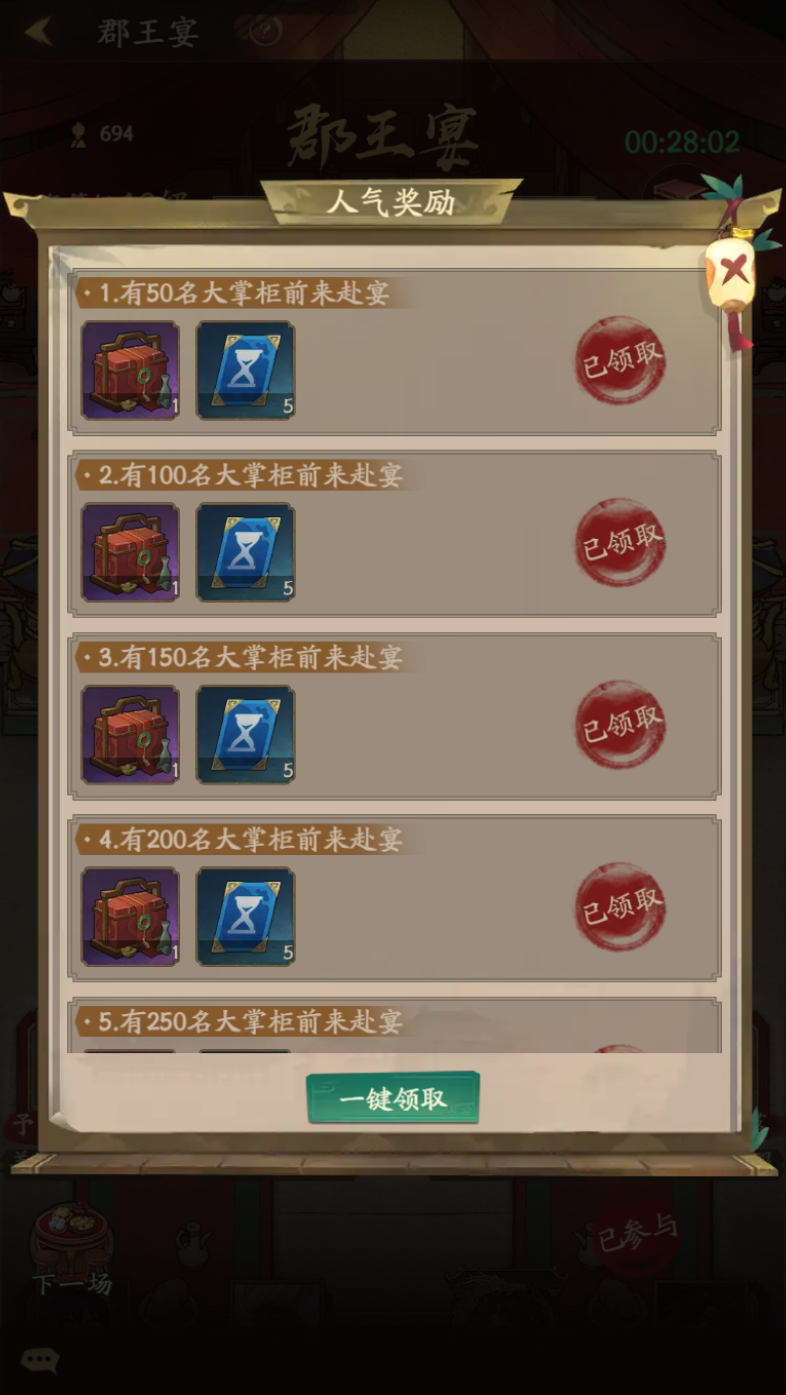 郡王宴
?
694
郡王宴
00:28:02
人气奖励
·1.有50名大掌柜前来赴宴
1
5
已领取
·2.有100名大掌柜前来赴宴
1
5
已领取
·3.有150名大掌柜前来赴宴
1
5
已领取
·4.有200名大掌柜前来赴宴
1
5
已领取
·5.有250名大掌柜前来赴宴
一键领取
予
已参与
下一场